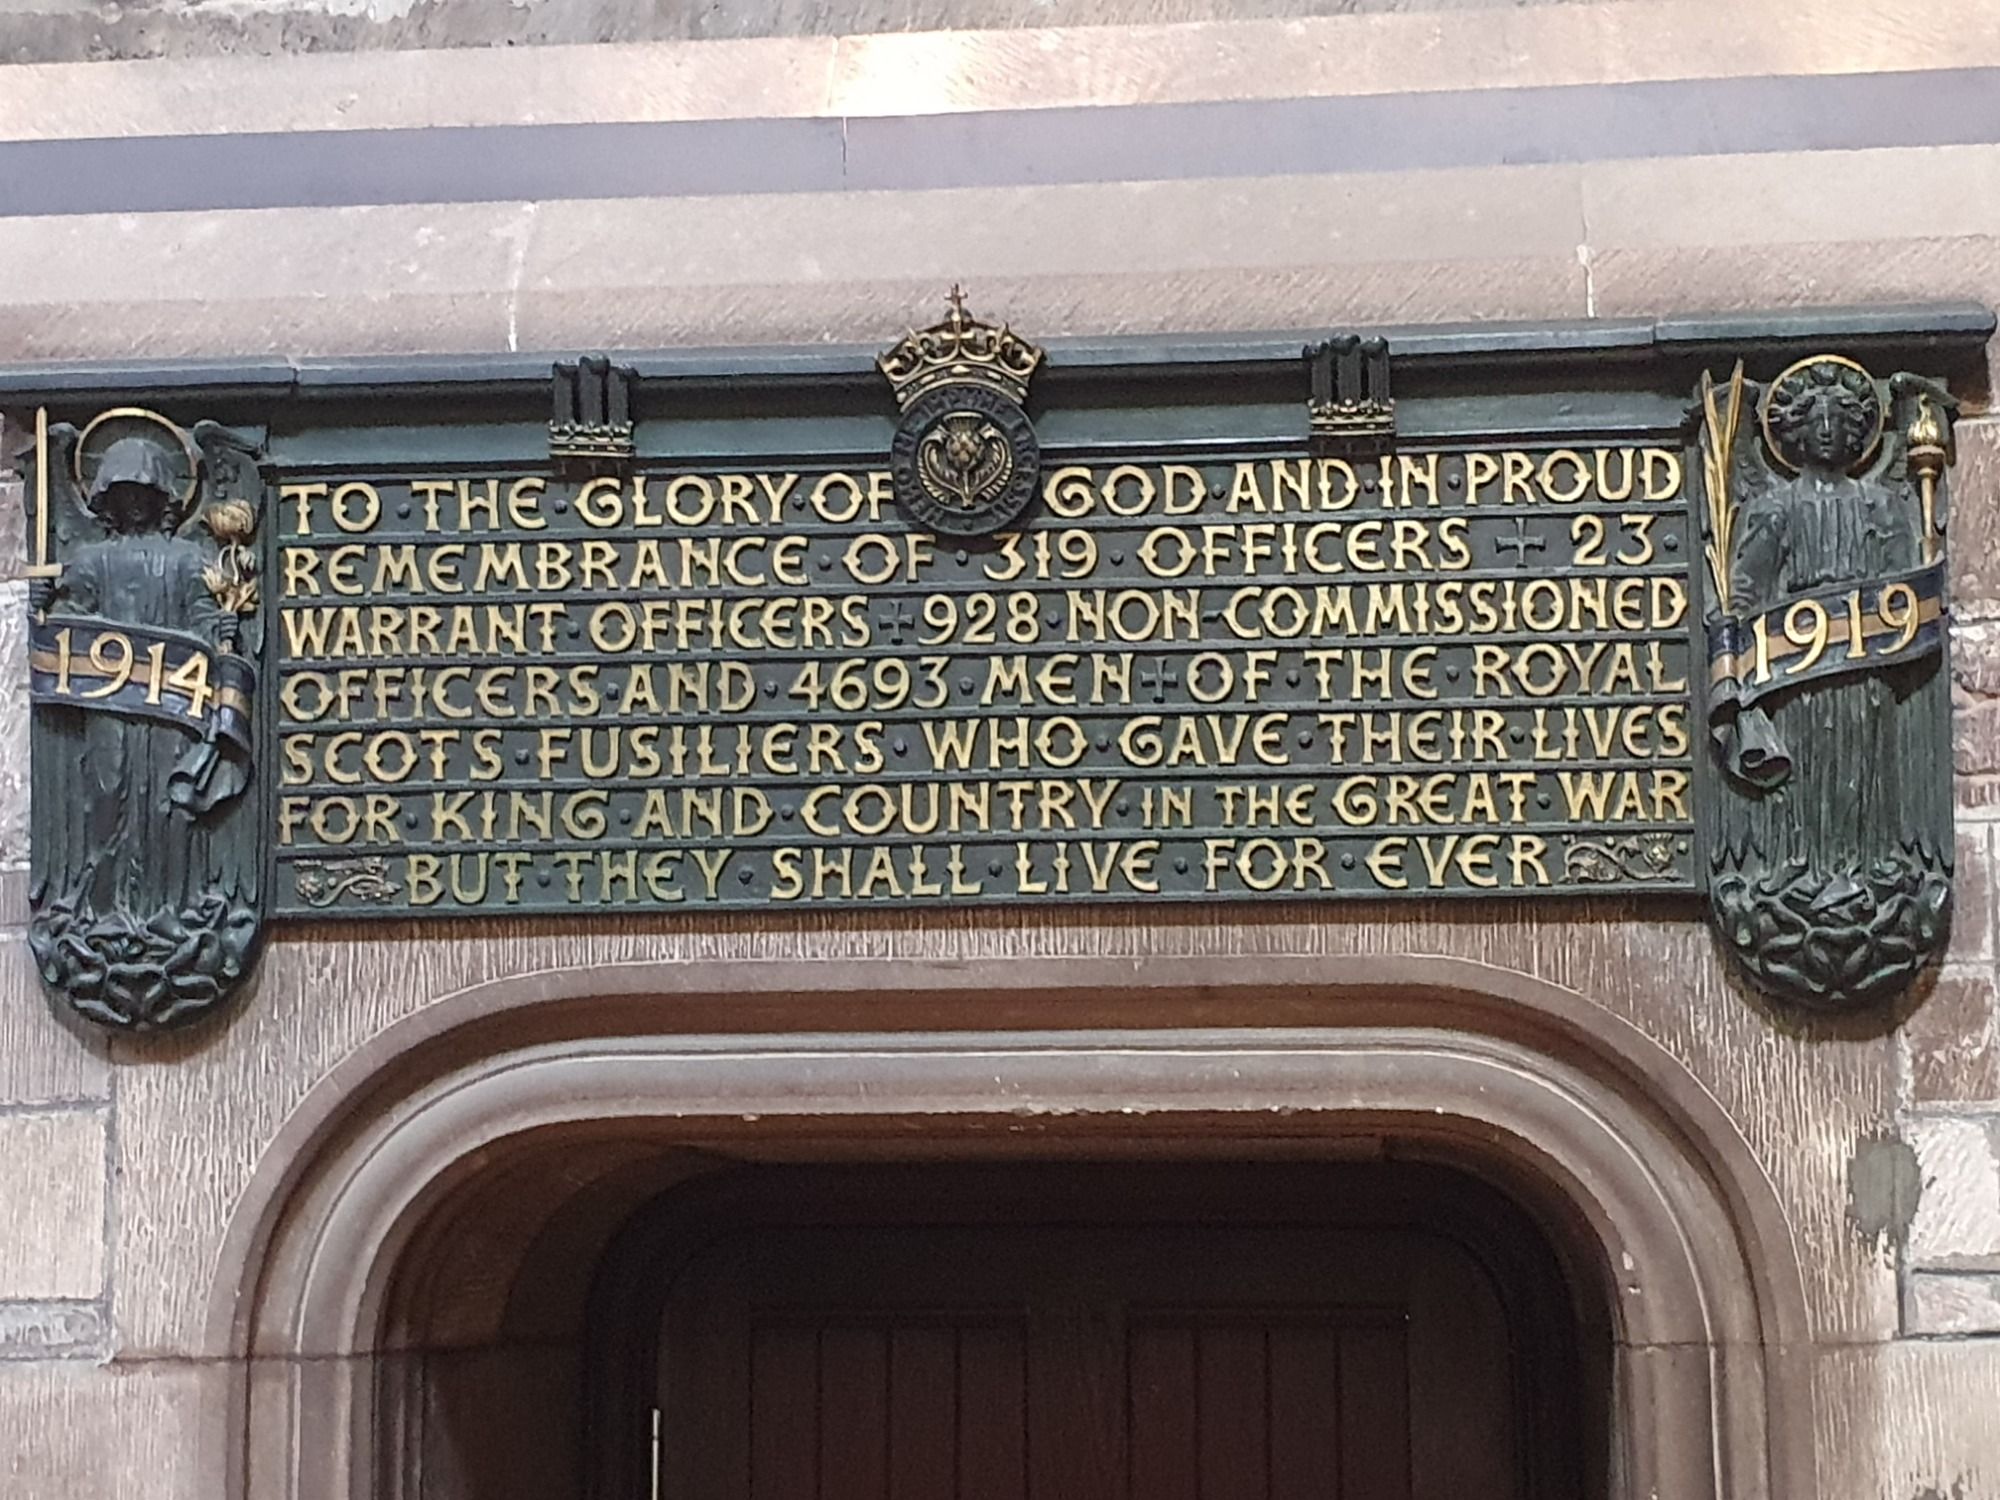 TO · THE · GLORY · OF GOD · AND · IN · PROUD
REMEMBRANCE · OF · 319 · OFFICERS + 23 ·
WARRANT · OFFICERS + 928 · NON-COMMISSIONED
OFFICERS · AND · 4693 · MEN + OF · THE · ROYAL
SCOTS · FUSILIERS · WHO · GAVE · THEIR · LIVES
FOR · KING · AND · COUNTRY · IN THE GREAT · WAR
BUT · THEY · SHALL · LIVE · FOR · EVER
1914
1919